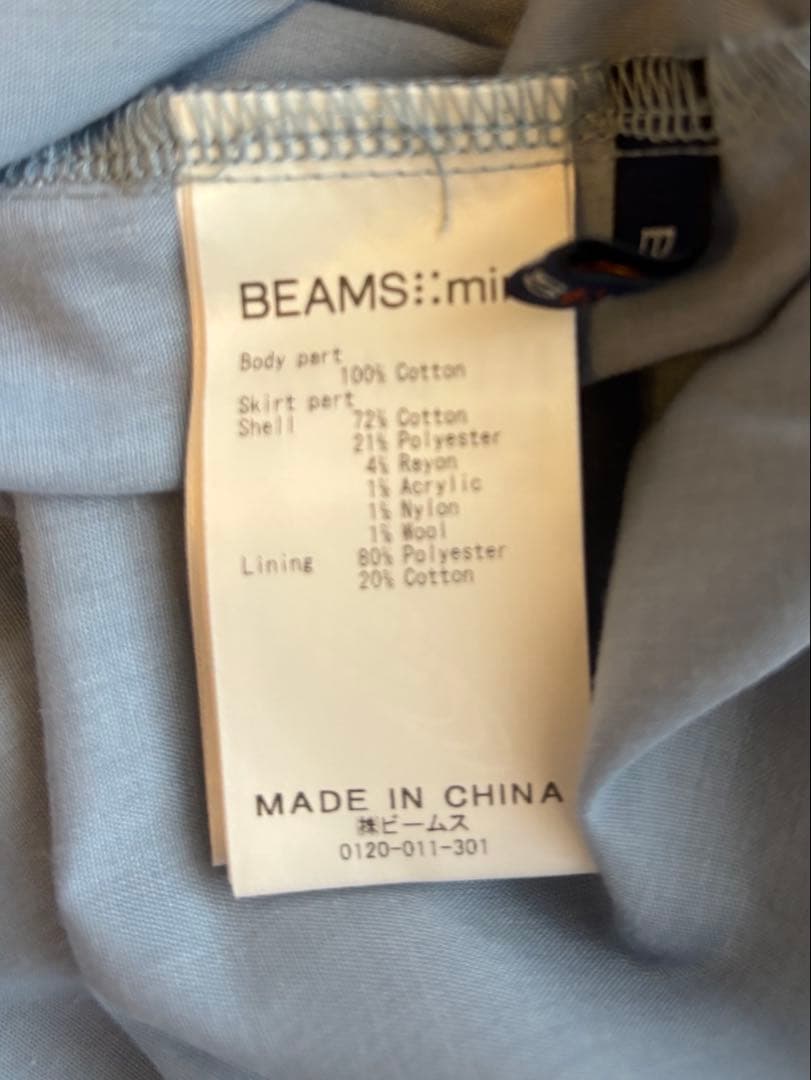 BEAMS⁝:mi
Body part
100% Cotton
Skirt part
Shell 72% Cotton
21% Polyester
4% Rayon
1% Acrylic
1% Nylon
1% Wool
Lining 80% Polyester
20% Cotton
MADE IN CHINA
㈱ビームス
0120-011-301